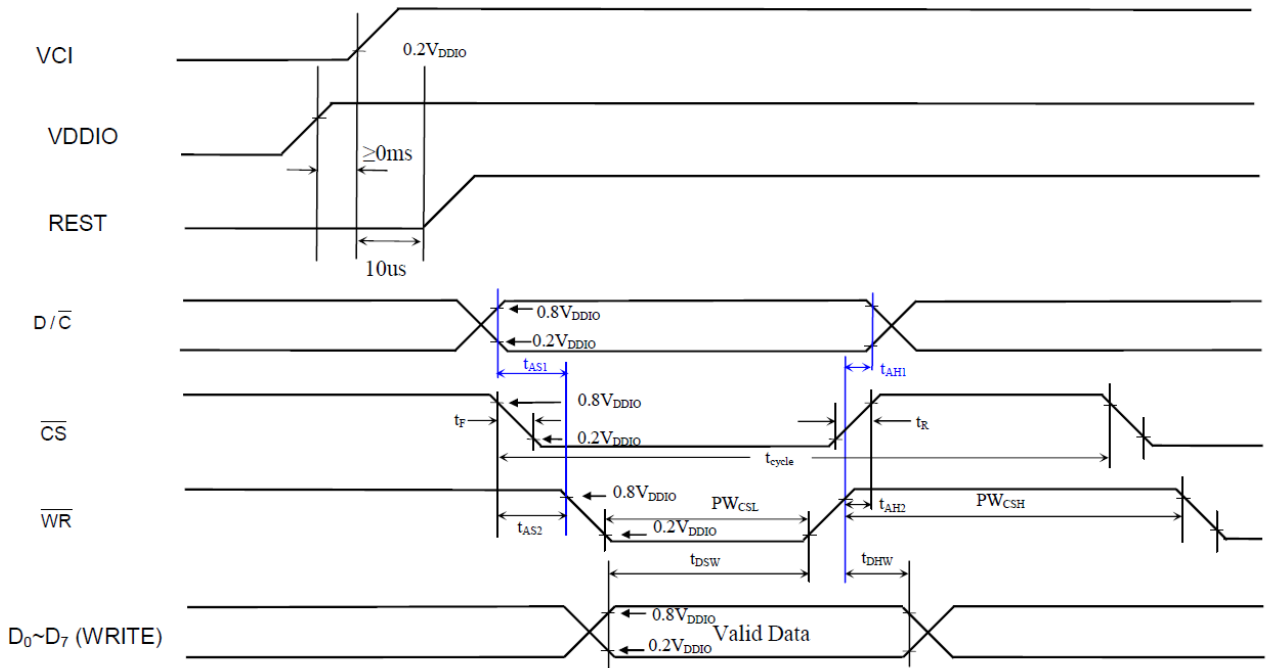 VCI
0.2VDDIO
VDDIO
≥0ms
REST
10us
D / C̅
0.8VDDIO
0.2VDDIO
tAS1
tAH1
C̅S̅
0.8VDDIO
tF
tR
0.2VDDIO
tcycle
W̅R̅
0.8VDDIO
PWCSL
PWCSH
tAS2
tAH2
0.2VDDIO
tDSW
tDHW
D0~D7 (WRITE)
0.8VDDIO
Valid Data
0.2VDDIO